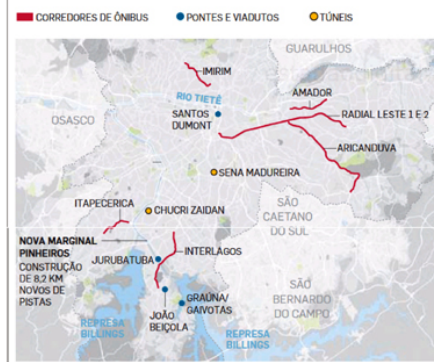 CORREDORES DE ÔNIBUS
PONTES E VIADUTOS
TÚNEIS
GUARULHOS
IMIRIM
RIO TIETÊ
AMADOR
SANTOS
DUMONT
RADIAL LESTE 1 E 2
OSASCO
ARICANDUVA
SENA MADUREIRA
ITAPECERICA
CHUCRI ZAIDAN
SÃO
CAETANO
DO SUL
NOVA MARGINAL
PINHEIROS
CONSTRUÇÃO
DE 8,2 KM
NOVOS DE
PISTAS
JURUBATUBA
INTERLAGOS
GRAÚNA/
GAIVOTAS
JOÃO
BEIÇOLA
SÃO
BERNARDO
DO CAMPO
REPRESA
BILLINGS
REPRESA
BILLINGS